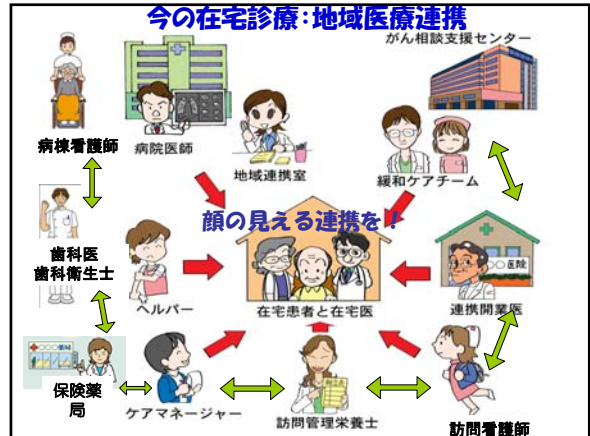 今の在宅診療:地域医療連携
がん相談支援センター
病棟看護師
病院医師
地域連携室
緩和ケアチーム
顔の見える連携を!
歯科医
歯科衛生士
ヘルパー
在宅患者と在宅医
○○医院
連携開業医
保険薬
局
ケアマネージャー
訪問管理栄養士
訪問看護師